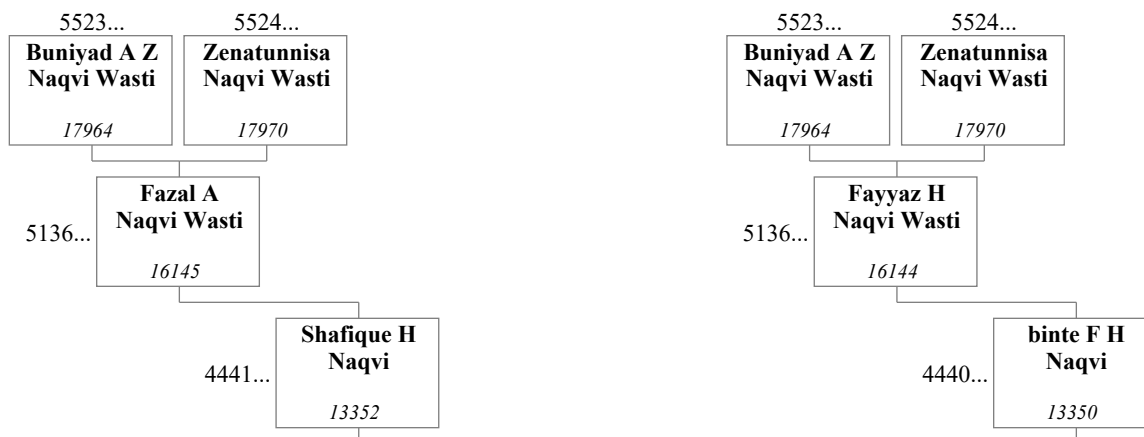 5523...
5524...
Buniyad A Z
Naqvi Wasti
17964
Zenatunnisa
Naqvi Wasti
17970
Fazal A
Naqvi Wasti
16145
5136...
Shafique H
Naqvi
13352
4441...
5523...
5524...
Buniyad A Z
Naqvi Wasti
17964
Zenatunnisa
Naqvi Wasti
17970
Fayyaz H
Naqvi Wasti
16144
5136...
binte F H
Naqvi
13350
4440...